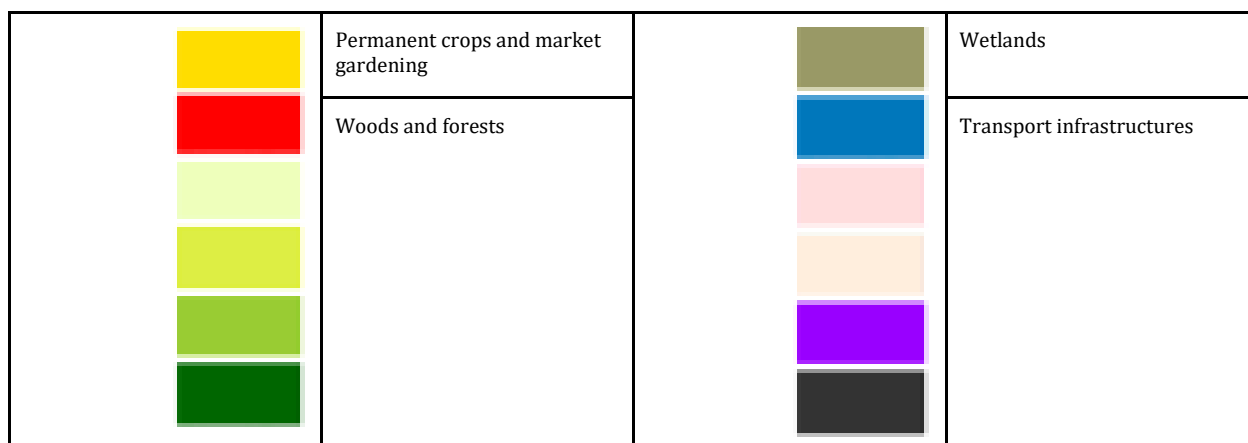 Permanent crops and market
gardening
Wetlands
Woods and forests
Transport infrastructures